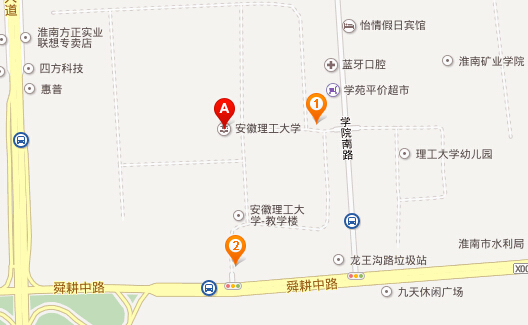 道
怡情假日宾馆
淮南方正实业
联想专卖店
四方科技
蓝牙口腔
淮南矿业学院
惠普
学苑平价超市
1
A
安徽理工大学
学院南路
理工大学幼儿园
安徽理工大
学-教学楼
2
淮南市水利局
龙王沟路垃圾站
X00
舜耕中路
舜耕中路
九天休闲广场